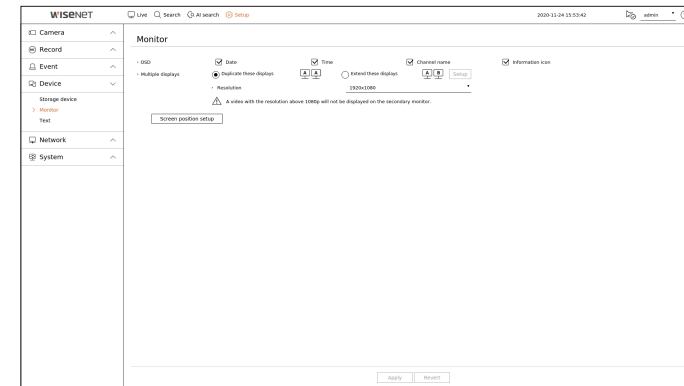 WISENET
Live Search AI search Setup 2020-11-24 15:53:42 admin
Camera
Record
Event
Device
Storage device
Monitor
Text
Network
System
Monitor
OSD Date Time Channel name Information icon
Multiple displays Duplicate these displays A A Extend these displays A B Setup
Resolution 1920x1080
A video with the resolution above 1080p will not be displayed on the secondary monitor.
Screen position setup
Apply Revert